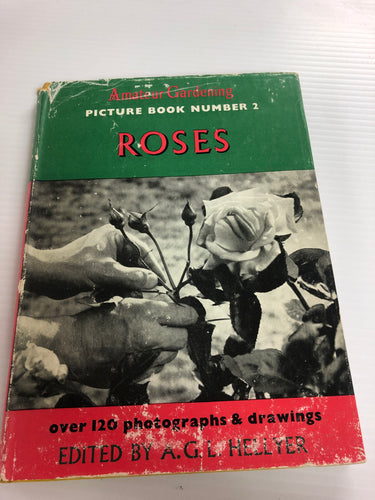 Amateur Gardening
PICTURE BOOK NUMBER 2
ROSES
over 120 photographs & drawings
EDITED BY A.G.L. HELLYER